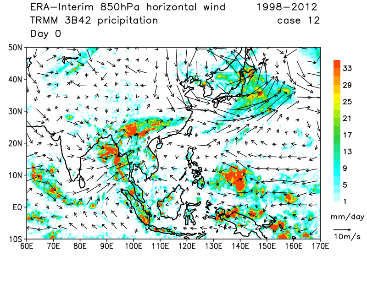 ERA-Interim 850hPa horizontal wind 1998-2012
TRMM 3B42 precipitation case 12
Day 0
50N
40N
30N
20N
10N
EQ
10S
60E 70E 80E 90E 100E 110E 120E 130E 140E 150E 160E 170E
33
29
25
21
17
13
9
5
1
mm/day
10m/s